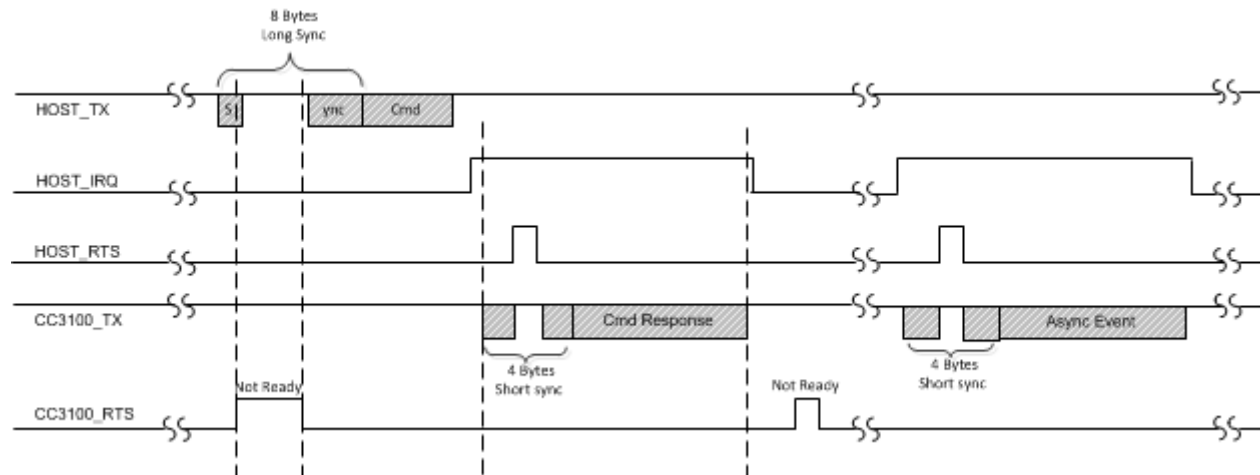 8 Bytes
Long Sync
HOST_TX
S
ync
Cmd
HOST_IRQ
HOST_RTS
CC3100_TX
Cmd Response
Async Event
4 Bytes
Short sync
4 Bytes
Short sync
Not Ready
Not Ready
CC3100_RTS